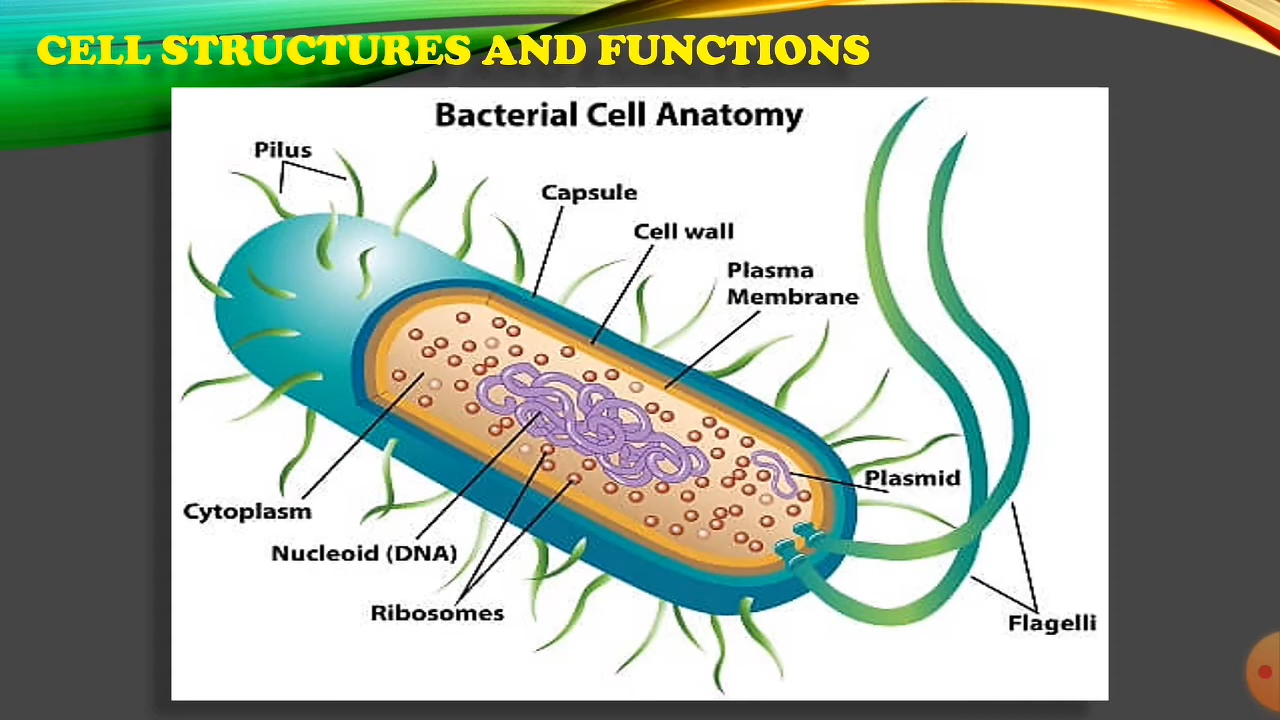 CELL STRUCTURES AND FUNCTIONS
Bacterial Cell Anatomy
Pilus
Capsule
Cell wall
Plasma
Membrane
Plasmid
Cytoplasm
Nucleoid (DNA)
Ribosomes
Flagelli